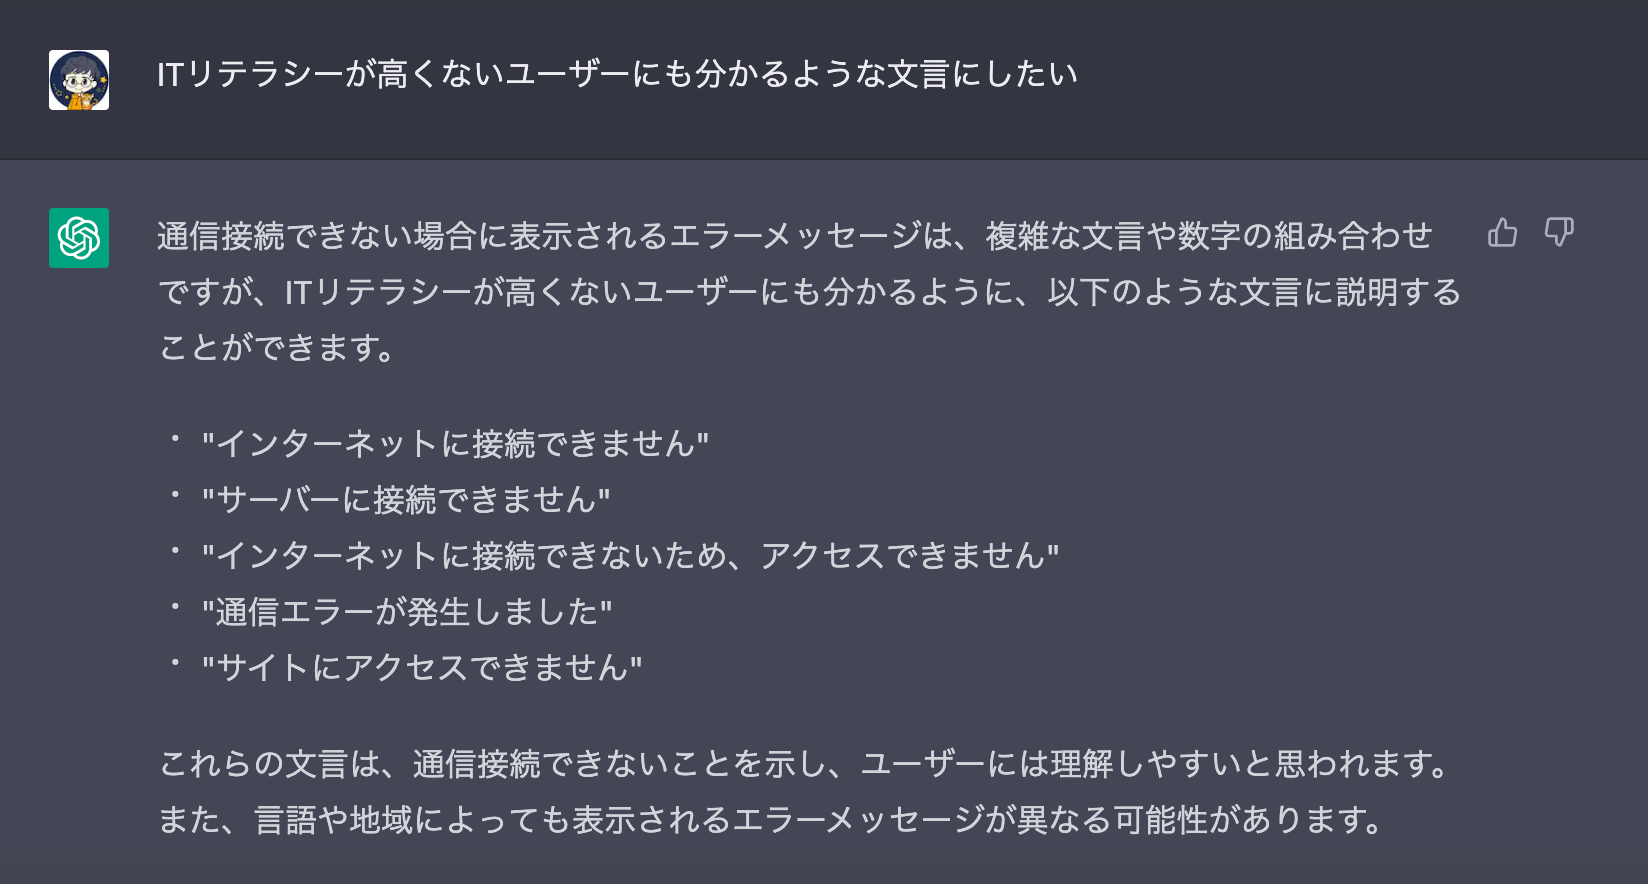 ITリテラシーが高くないユーザーにも分かるような文言にしたい
通信接続できない場合に表示されるエラーメッセージは、複雑な文言や数字の組み合わせ
ですが、ITリテラシーが高くないユーザーにも分かるように、以下のような文言に説明する
ことができます。
・ "インターネットに接続できません"
・ "サーバーに接続できません"
・ "インターネットに接続できないため、アクセスできません"
・ "通信エラーが発生しました"
・ "サイトにアクセスできません"
これらの文言は、通信接続できないことを示し、ユーザーには理解しやすいと思われます。
また、言語や地域によっても表示されるエラーメッセージが異なる可能性があります。